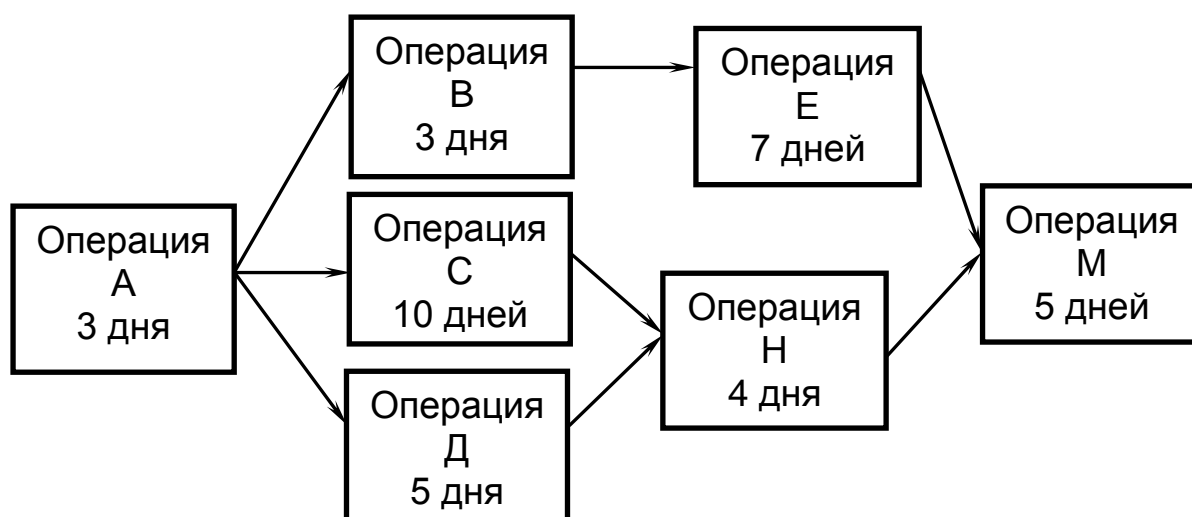 Операция
А
3 дня
Операция
В
3 дня
Операция
С
10 дней
Операция
Д
5 дня
Операция
Е
7 дней
Операция
Н
4 дня
Операция
М
5 дней